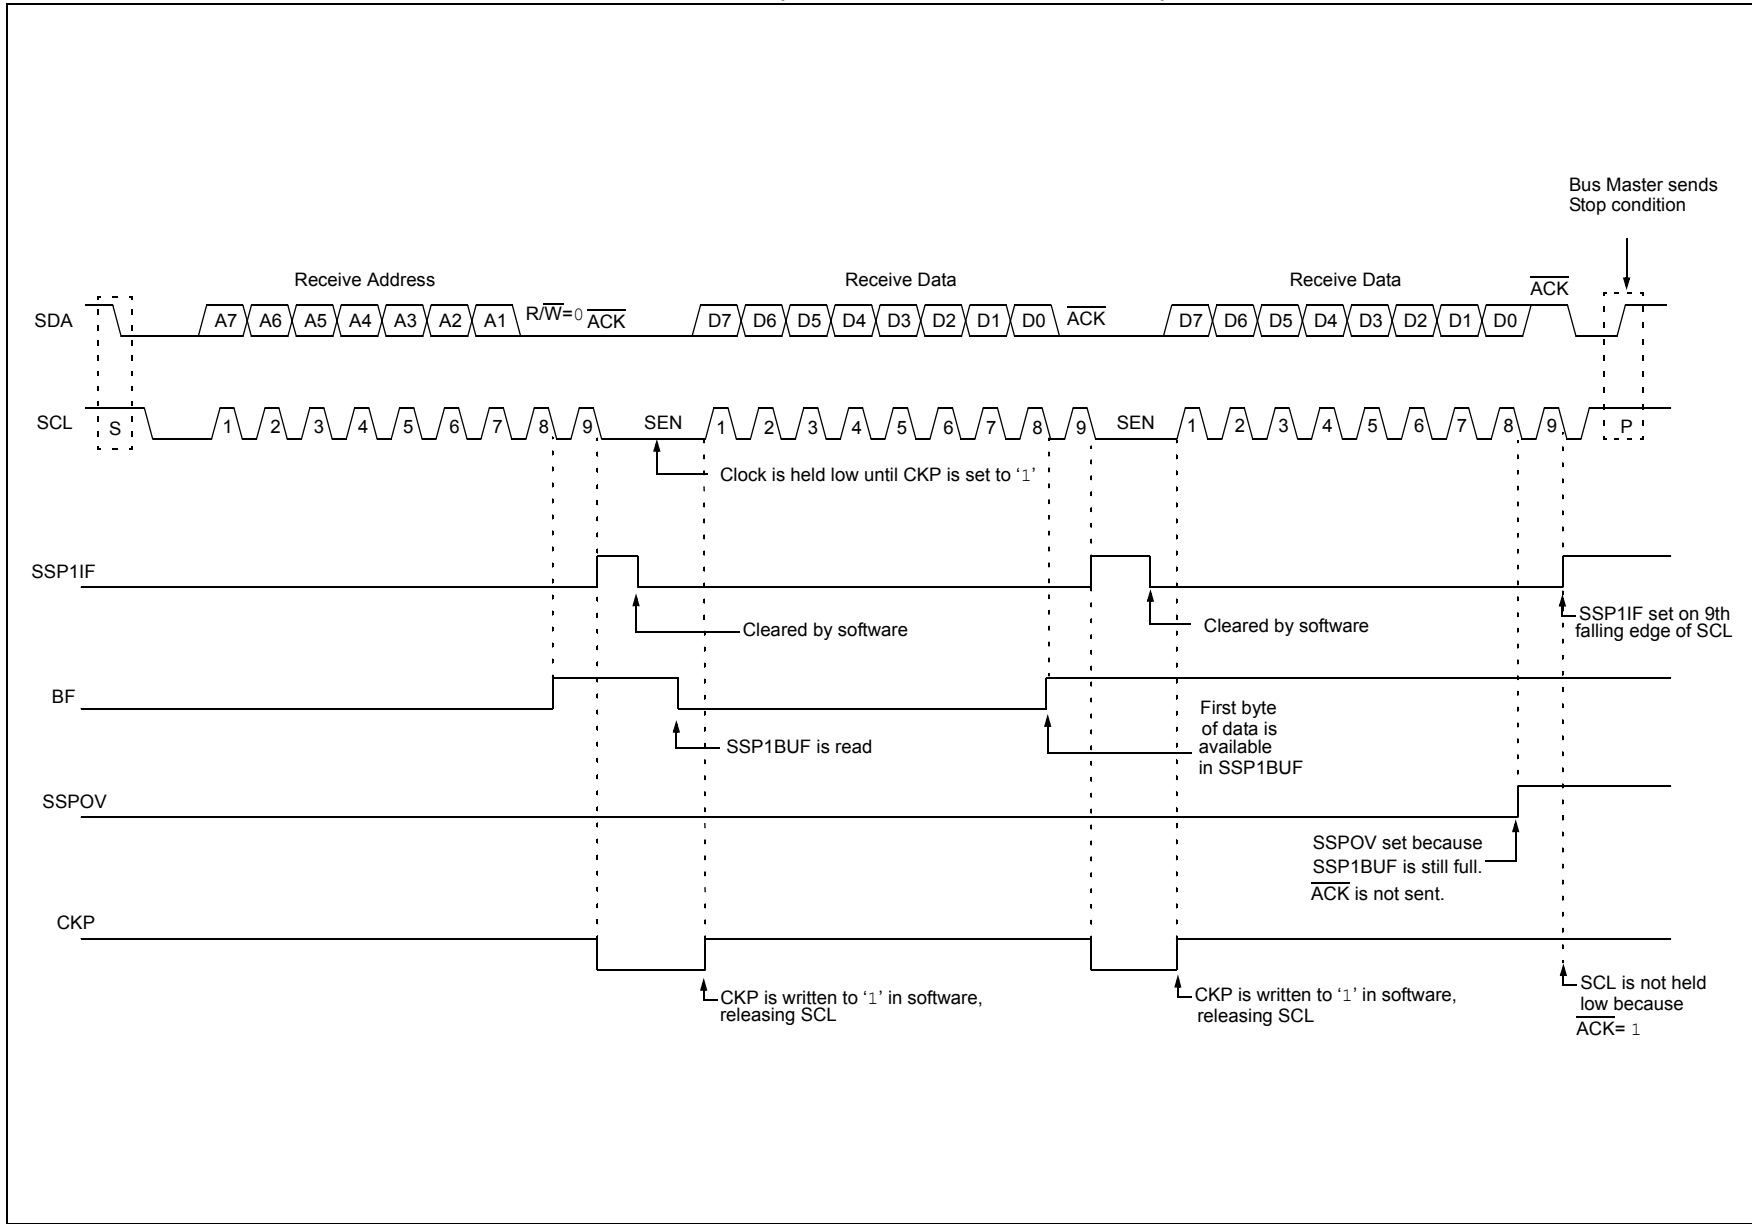 Bus Master sends
Stop condition
Receive Address
Receive Data
Receive Data
ACK
SDA
A7 A6 A5 A4 A3 A2 A1 R/W=0 ACK
D7 D6 D5 D4 D3 D2 D1 D0 ACK
D7 D6 D5 D4 D3 D2 D1 D0
SCL
S
1 2 3 4 5 6 7 8 9 SEN
1 2 3 4 5 6 7 8 9 SEN
1 2 3 4 5 6 7 8 9
P
Clock is held low until CKP is set to ‘1’
SSP1IF
Cleared by software
Cleared by software
SSP1IF set on 9th
falling edge of SCL
BF
SSP1BUF is read
First byte
of data is
available
in SSP1BUF
SSPOV
SSPOV set because
SSP1BUF is still full.
ACK is not sent.
CKP
CKP is written to ‘1’ in software,
releasing SCL
CKP is written to ‘1’ in software,
releasing SCL
SCL is not held
low because
ACK= 1